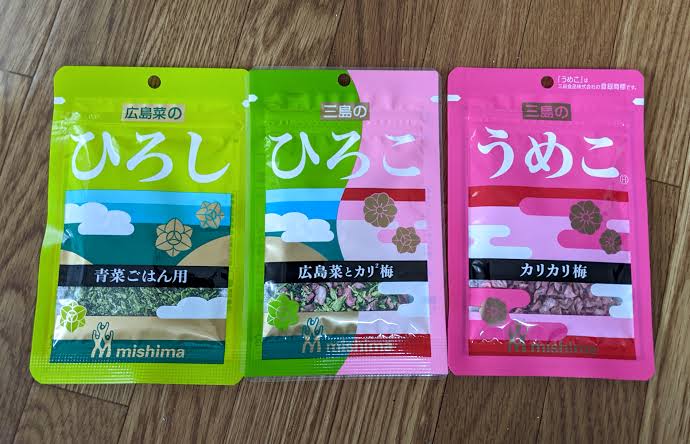 広島菜の
ひろし
青菜ごはん用
mishima
三島の
ひろこ
広島菜とカリ²梅
mishima
「うめこ」は
三島食品株式会社の登録商標です。
三島の
うめこ
Ⓗ
カリカリ梅
mishima